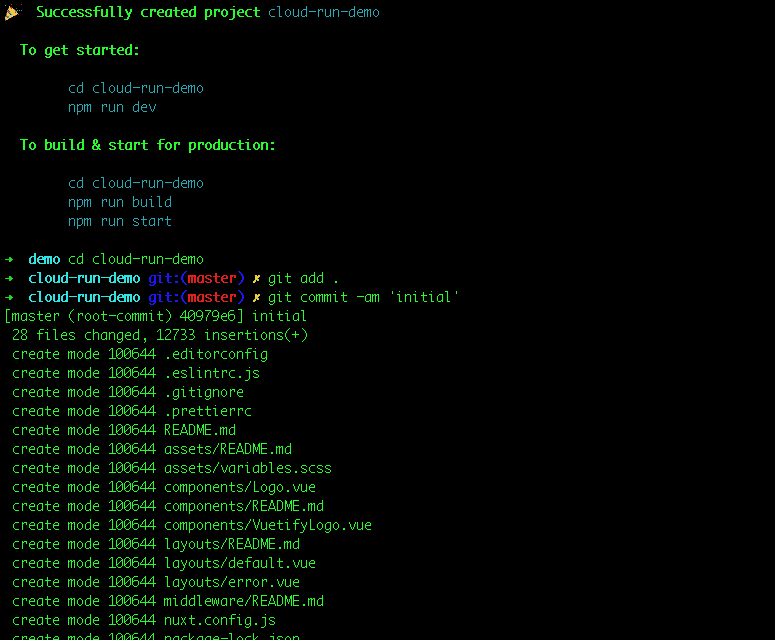 Successfully created project cloud-run-demo
To get started:
cd cloud-run-demo
npm run dev
To build & start for production:
cd cloud-run-demo
npm run build
npm run start
→ demo cd cloud-run-demo
→ cloud-run-demo git:(master) ✗ git add .
→ cloud-run-demo git:(master) ✗ git commit -am 'initial'
[master (root-commit) 40979e6] initial
28 files changed, 12733 insertions(+)
create mode 100644 .editorconfig
create mode 100644 .eslintrc.js
create mode 100644 .gitignore
create mode 100644 .prettierrc
create mode 100644 README.md
create mode 100644 assets/README.md
create mode 100644 assets/variables.scss
create mode 100644 components/Logo.vue
create mode 100644 components/README.md
create mode 100644 components/VuetifyLogo.vue
create mode 100644 layouts/README.md
create mode 100644 layouts/default.vue
create mode 100644 layouts/error.vue
create mode 100644 middleware/README.md
create mode 100644 nuxt.config.js
create mode 100644 package-lock.json